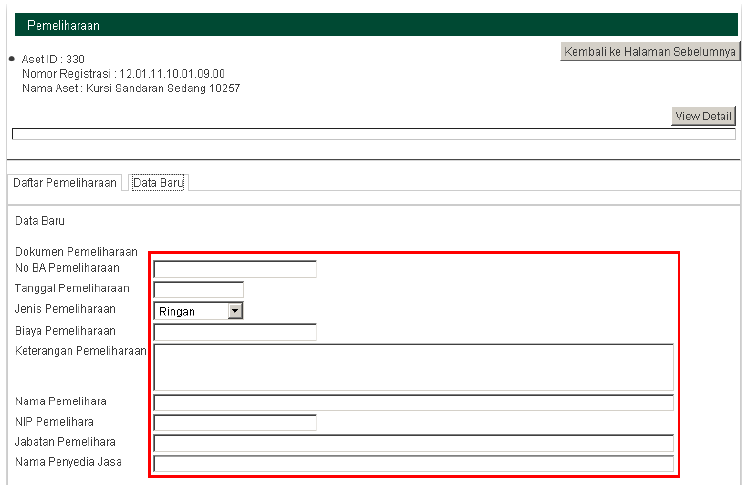 Pemeliharaan
Kembali ke Halaman Sebelumnya
Aset ID : 330
Nomor Registrasi : 12.01.11.10.01.09.00
Nama Aset : Kursi Sandaran Sedang 10257
View Detail
Daftar Pemeliharaan
Data Baru
Data Baru
Dokumen Pemeliharaan
No BA Pemeliharaan
Tanggal Pemeliharaan
Jenis Pemeliharaan Ringan
Biaya Pemeliharaan
Keterangan Pemeliharaan
Nama Pemelihara
NIP Pemelihara
Jabatan Pemelihara
Nama Penyedia Jasa